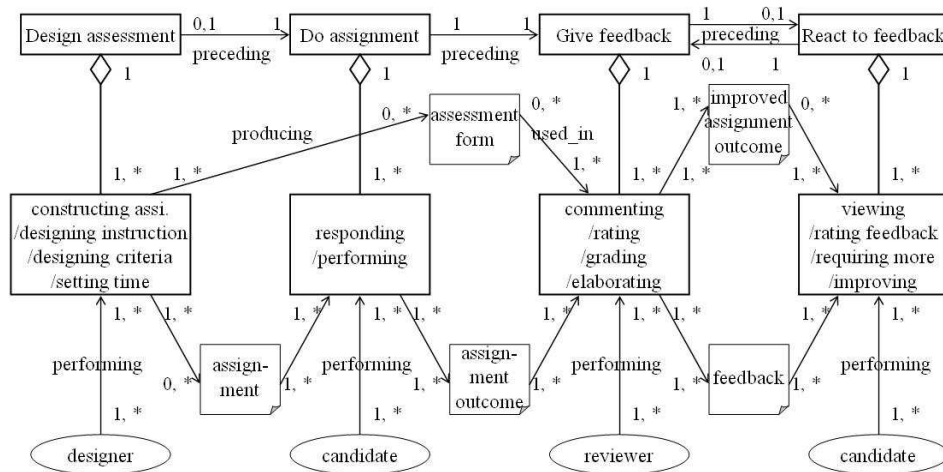 Design assessment
0,1
1
preceding
Do assignment
1
1
preceding
Give feedback
1
0,1
preceding
0,1
1
React to feedback
1
1
1
1
producing
0, *
assessment
form
0, *
used_in
1, *
1, *
improved
assignment
outcome
0, *
1, *
1, *
1, *
1, *
1, *
1, *
constructing assi.
/designing instruction
/designing criteria
/setting time
responding
/performing
commenting
/rating
/grading
/elaborating
viewing
/rating feedback
/requiring more
/improving
1, *
1, *
1, *
1, *
1, *
1, *
1, *
1, *
1, *
1, *
performing
0, *
assign-
ment
1, *
performing
1, *
assign-
ment
outcome
1, *
performing
1, *
feedback
1, *
performing
1, *
1, *
1, *
1, *
designer
candidate
reviewer
candidate